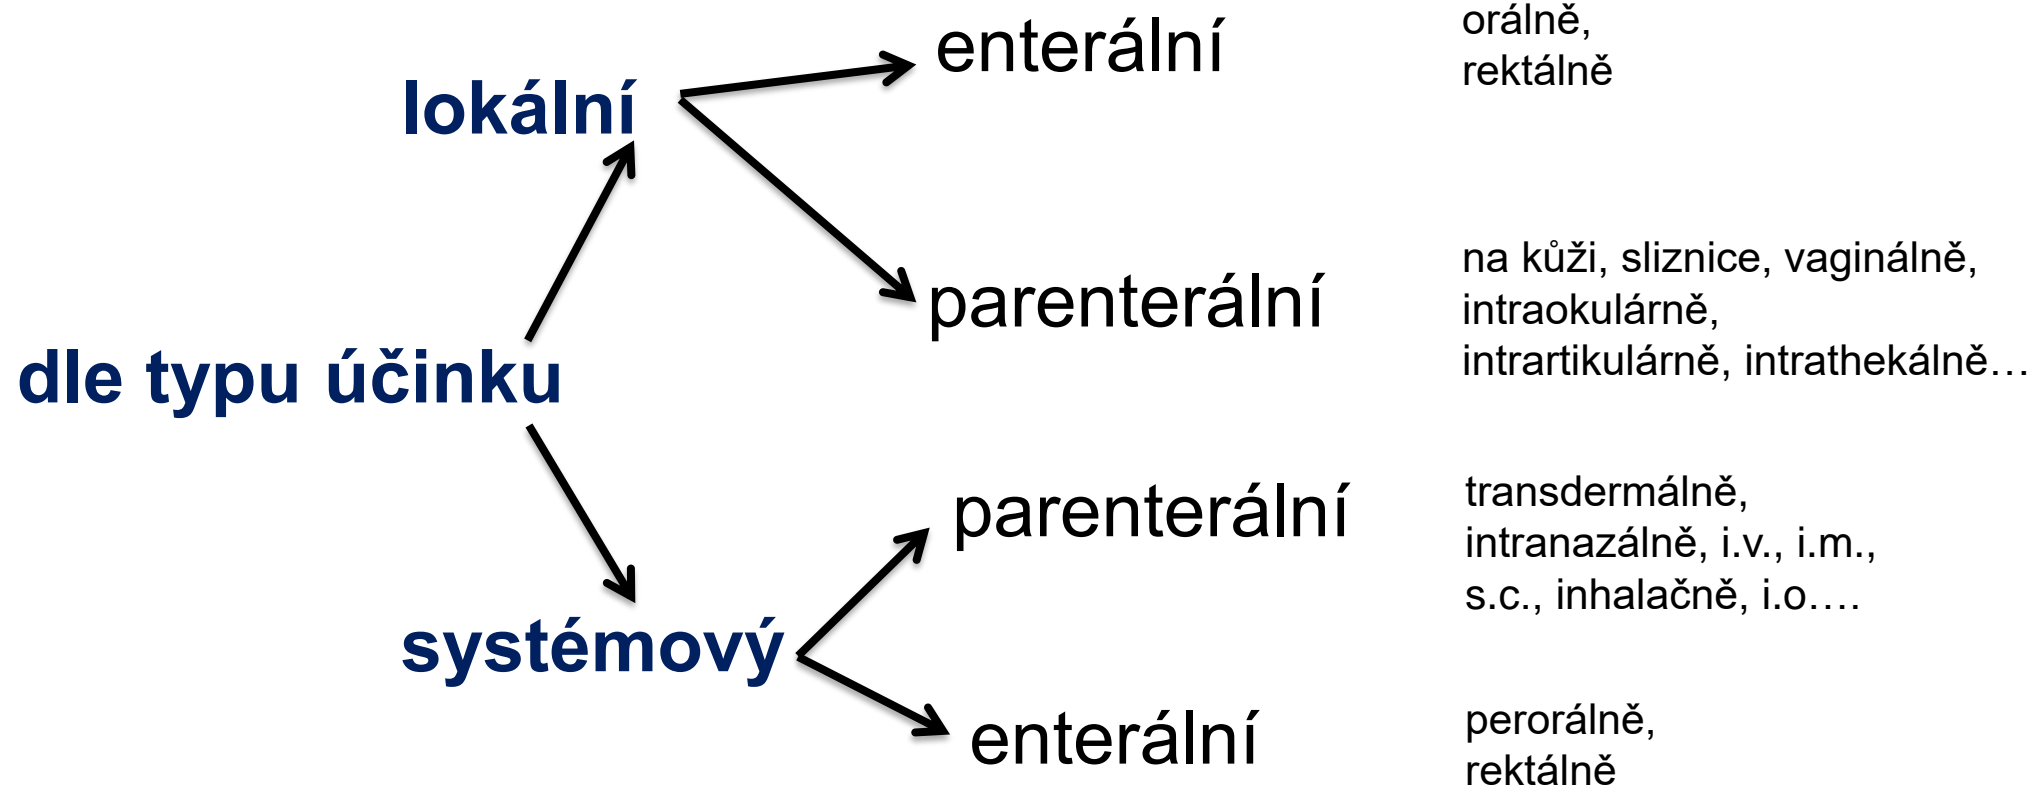 dle typu účinku
lokální
enterální
orálně,
rektálně
parenterální
na kůži, sliznice, vaginálně,
intraokulárně,
intrartikulárně, intrathekálně…
systémový
parenterální
transdermálně,
intranazálně, i.v., i.m.,
s.c., inhalačně, i.o….
enterální
perorálně,
rektálně